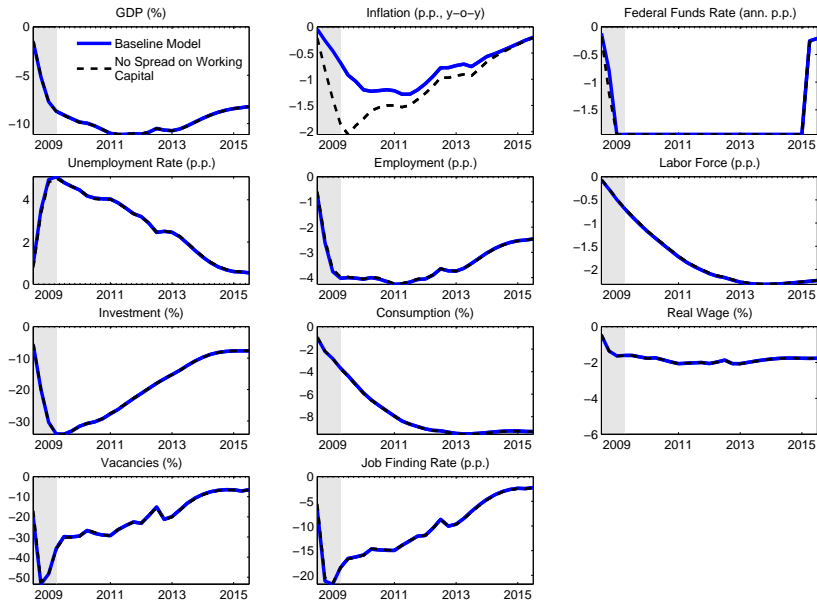 GDP (%)
Baseline Model
No Spread on Working
Capital
−5
−10
2009 2011 2013 2015
Inflation (p.p., y−o−y)
0
−0.5
−1
−1.5
−2
2009 2011 2013 2015
Federal Funds Rate (ann. p.p.)
−0.5
−1
−1.5
2009 2011 2013 2015
Unemployment Rate (p.p.)
4
2
0
2009 2011 2013 2015
Employment (p.p.)
0
−1
−2
−3
−4
2009 2011 2013 2015
Labor Force (p.p.)
0
−0.5
−1
−1.5
−2
2009 2011 2013 2015
Investment (%)
0
−10
−20
−30
2009 2011 2013 2015
Consumption (%)
0
−2
−4
−6
−8
2009 2011 2013 2015
Real Wage (%)
0
−2
−4
−6
2009 2011 2013 2015
Vacancies (%)
0
−10
−20
−30
−40
−50
2009 2011 2013 2015
Job Finding Rate (p.p.)
0
−5
−10
−15
−20
2009 2011 2013 2015